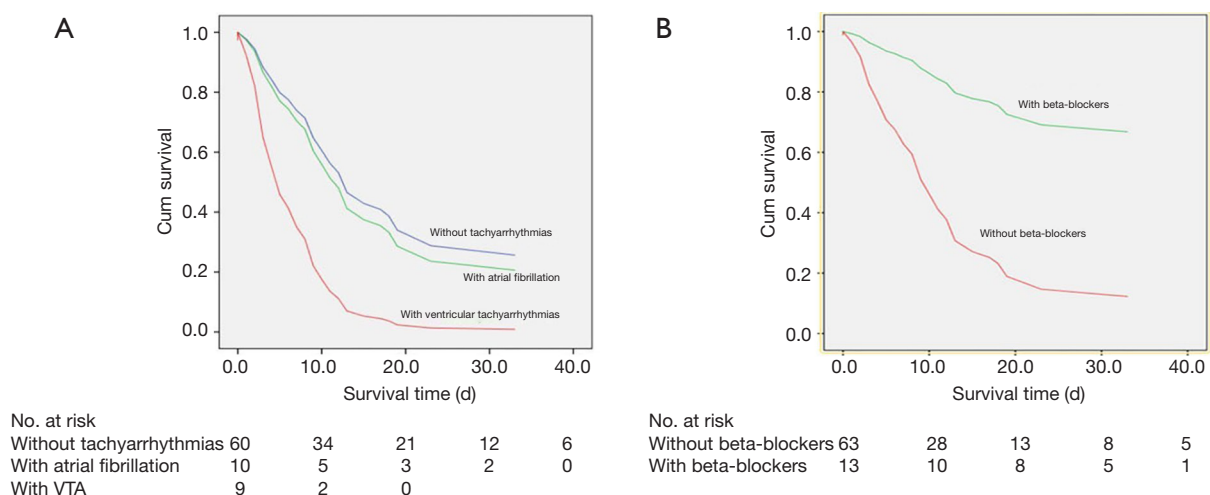 A
1.0
0.8
0.6
0.4
0.2
0.0
Cum survival
Without tachyarrhythmias
With atrial fibrillation
With ventricular tachyarrhythmias
0.0 10.0 20.0 30.0 40.0
Survival time (d)
No. at risk
Without tachyarrhythmias 60 34 21 12 6
With atrial fibrillation 10 5 3 2 0
With VTA 9 2 0
B
1.0
0.8
0.6
0.4
0.2
0.0
Cum survival
With beta-blockers
Without beta-blockers
0.0 10.0 20.0 30.0 40.0
Survival time (d)
No. at risk
Without beta-blockers 63 28 13 8 5
With beta-blockers 13 10 8 5 1